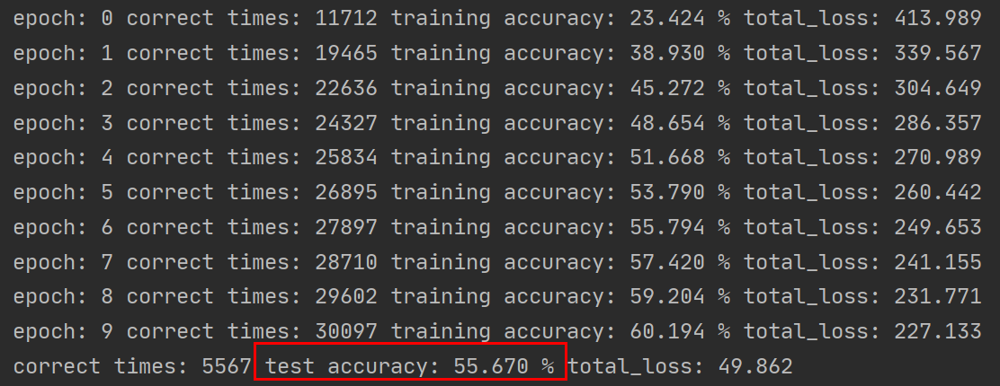 epoch: 0 correct times: 11712 training accuracy: 23.424 % total_loss: 413.989
epoch: 1 correct times: 19465 training accuracy: 38.930 % total_loss: 339.567
epoch: 2 correct times: 22636 training accuracy: 45.272 % total_loss: 304.649
epoch: 3 correct times: 24327 training accuracy: 48.654 % total_loss: 286.357
epoch: 4 correct times: 25834 training accuracy: 51.668 % total_loss: 270.989
epoch: 5 correct times: 26895 training accuracy: 53.790 % total_loss: 260.442
epoch: 6 correct times: 27897 training accuracy: 55.794 % total_loss: 249.653
epoch: 7 correct times: 28710 training accuracy: 57.420 % total_loss: 241.155
epoch: 8 correct times: 29602 training accuracy: 59.204 % total_loss: 231.771
epoch: 9 correct times: 30097 training accuracy: 60.194 % total_loss: 227.133
correct times: 5567 test accuracy: 55.670 % total_loss: 49.862